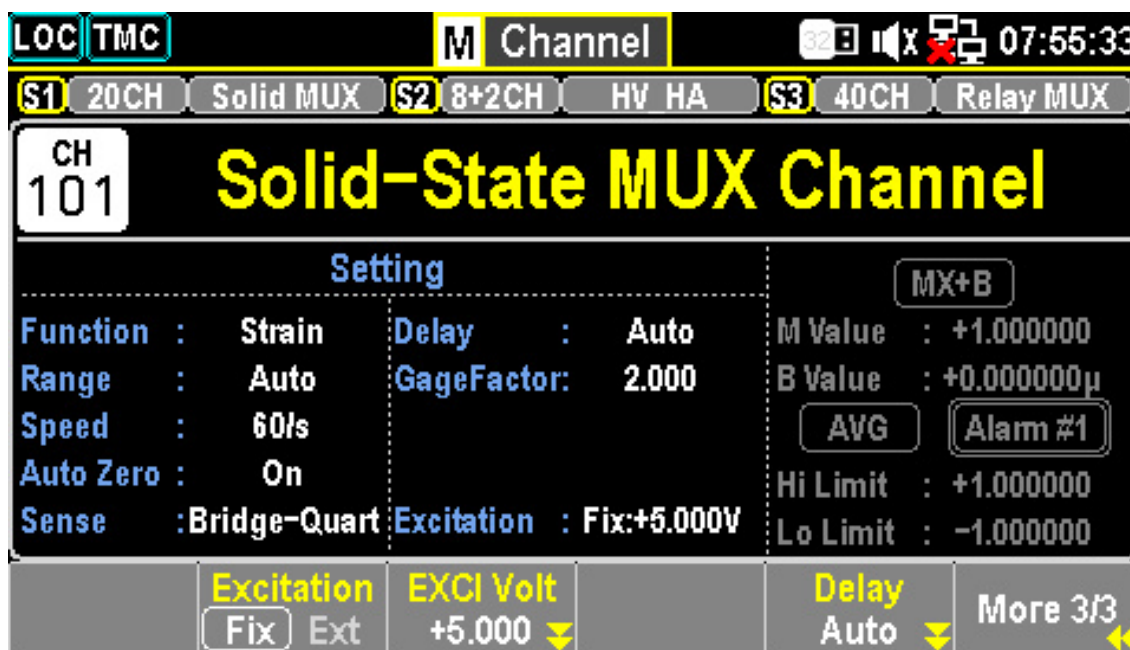 LOC TMC M Channel 32 07:55:33
S1 20CH Solid MUX S2 8+2CH HV_HA S3 40CH Relay MUX
CH
101
Solid-State MUX Channel
Setting
Function : Strain
Range : Auto
Speed : 60/s
Auto Zero : On
Sense :Bridge-Quart
Delay : Auto
GageFactor: 2.000
Excitation : Fix:+5.000V
MX+B
M Value : +1.000000
B Value : +0.000000µ
AVG Alarm #1
Hi Limit : +1.000000
Lo Limit : -1.000000
Excitation
Fix Ext
EXCI Volt
+5.000
Delay
Auto
More 3/3